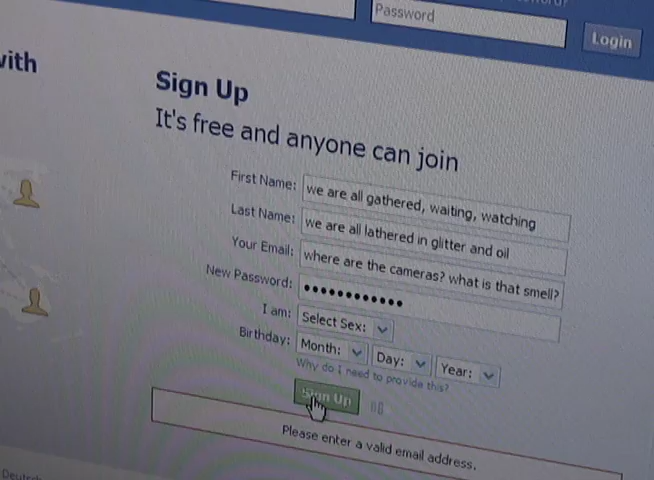 Password
Login
with
Sign Up
It's free and anyone can join
First Name: we are all gathered, waiting, watching
Last Name: we are all lathered in glitter and oil
Your Email: where are the cameras? what is that smell?
New Password: ••••••••••••
I am: Select Sex:
Birthday: Month: Day: Year:
Why do I need to provide this?
Sign Up
Please enter a valid email address.